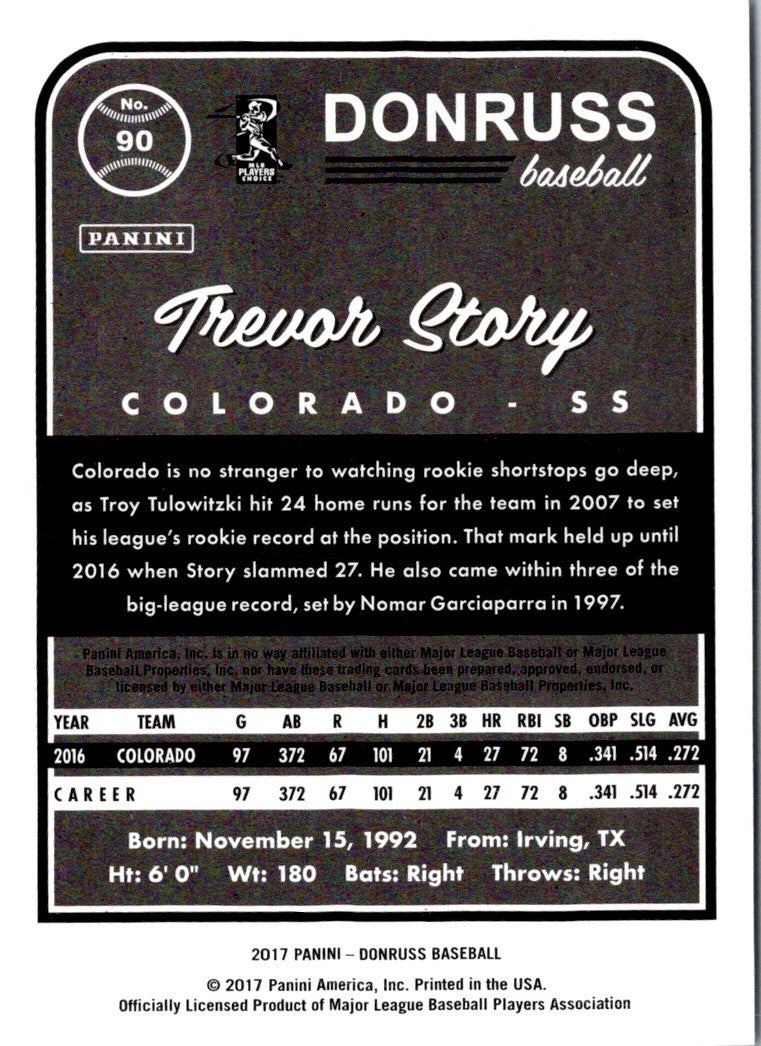 No.
90
MLB
PLAYERS
CHOICE
DONRUSS
baseball
PANINI
Trevor Story
COLORADO - SS
Colorado is no stranger to watching rookie shortstops go deep,
as Troy Tulowitzki hit 24 home runs for the team in 2007 to set
his league's rookie record at the position. That mark held up until
2016 when Story slammed 27. He also came within three of the
big-league record, set by Nomar Garciaparra in 1997.
Panini America, Inc. is in no way affiliated with either Major League Baseball or Major League
Baseball Properties, Inc. nor have these trading cards been prepared, approved, endorsed, or
licensed by either Major League Baseball or Major League Baseball Properties, Inc.
YEAR TEAM G AB R H 2B 3B HR RBI SB OBP SLG AVG
2016 COLORADO 97 372 67 101 21 4 27 72 8 .341 .514 .272
CAREER 97 372 67 101 21 4 27 72 8 .341 .514 .272
Born: November 15, 1992 From: Irving, TX
Ht: 6' 0" Wt: 180 Bats: Right Throws: Right
2017 PANINI – DONRUSS BASEBALL
© 2017 Panini America, Inc. Printed in the USA.
Officially Licensed Product of Major League Baseball Players Association